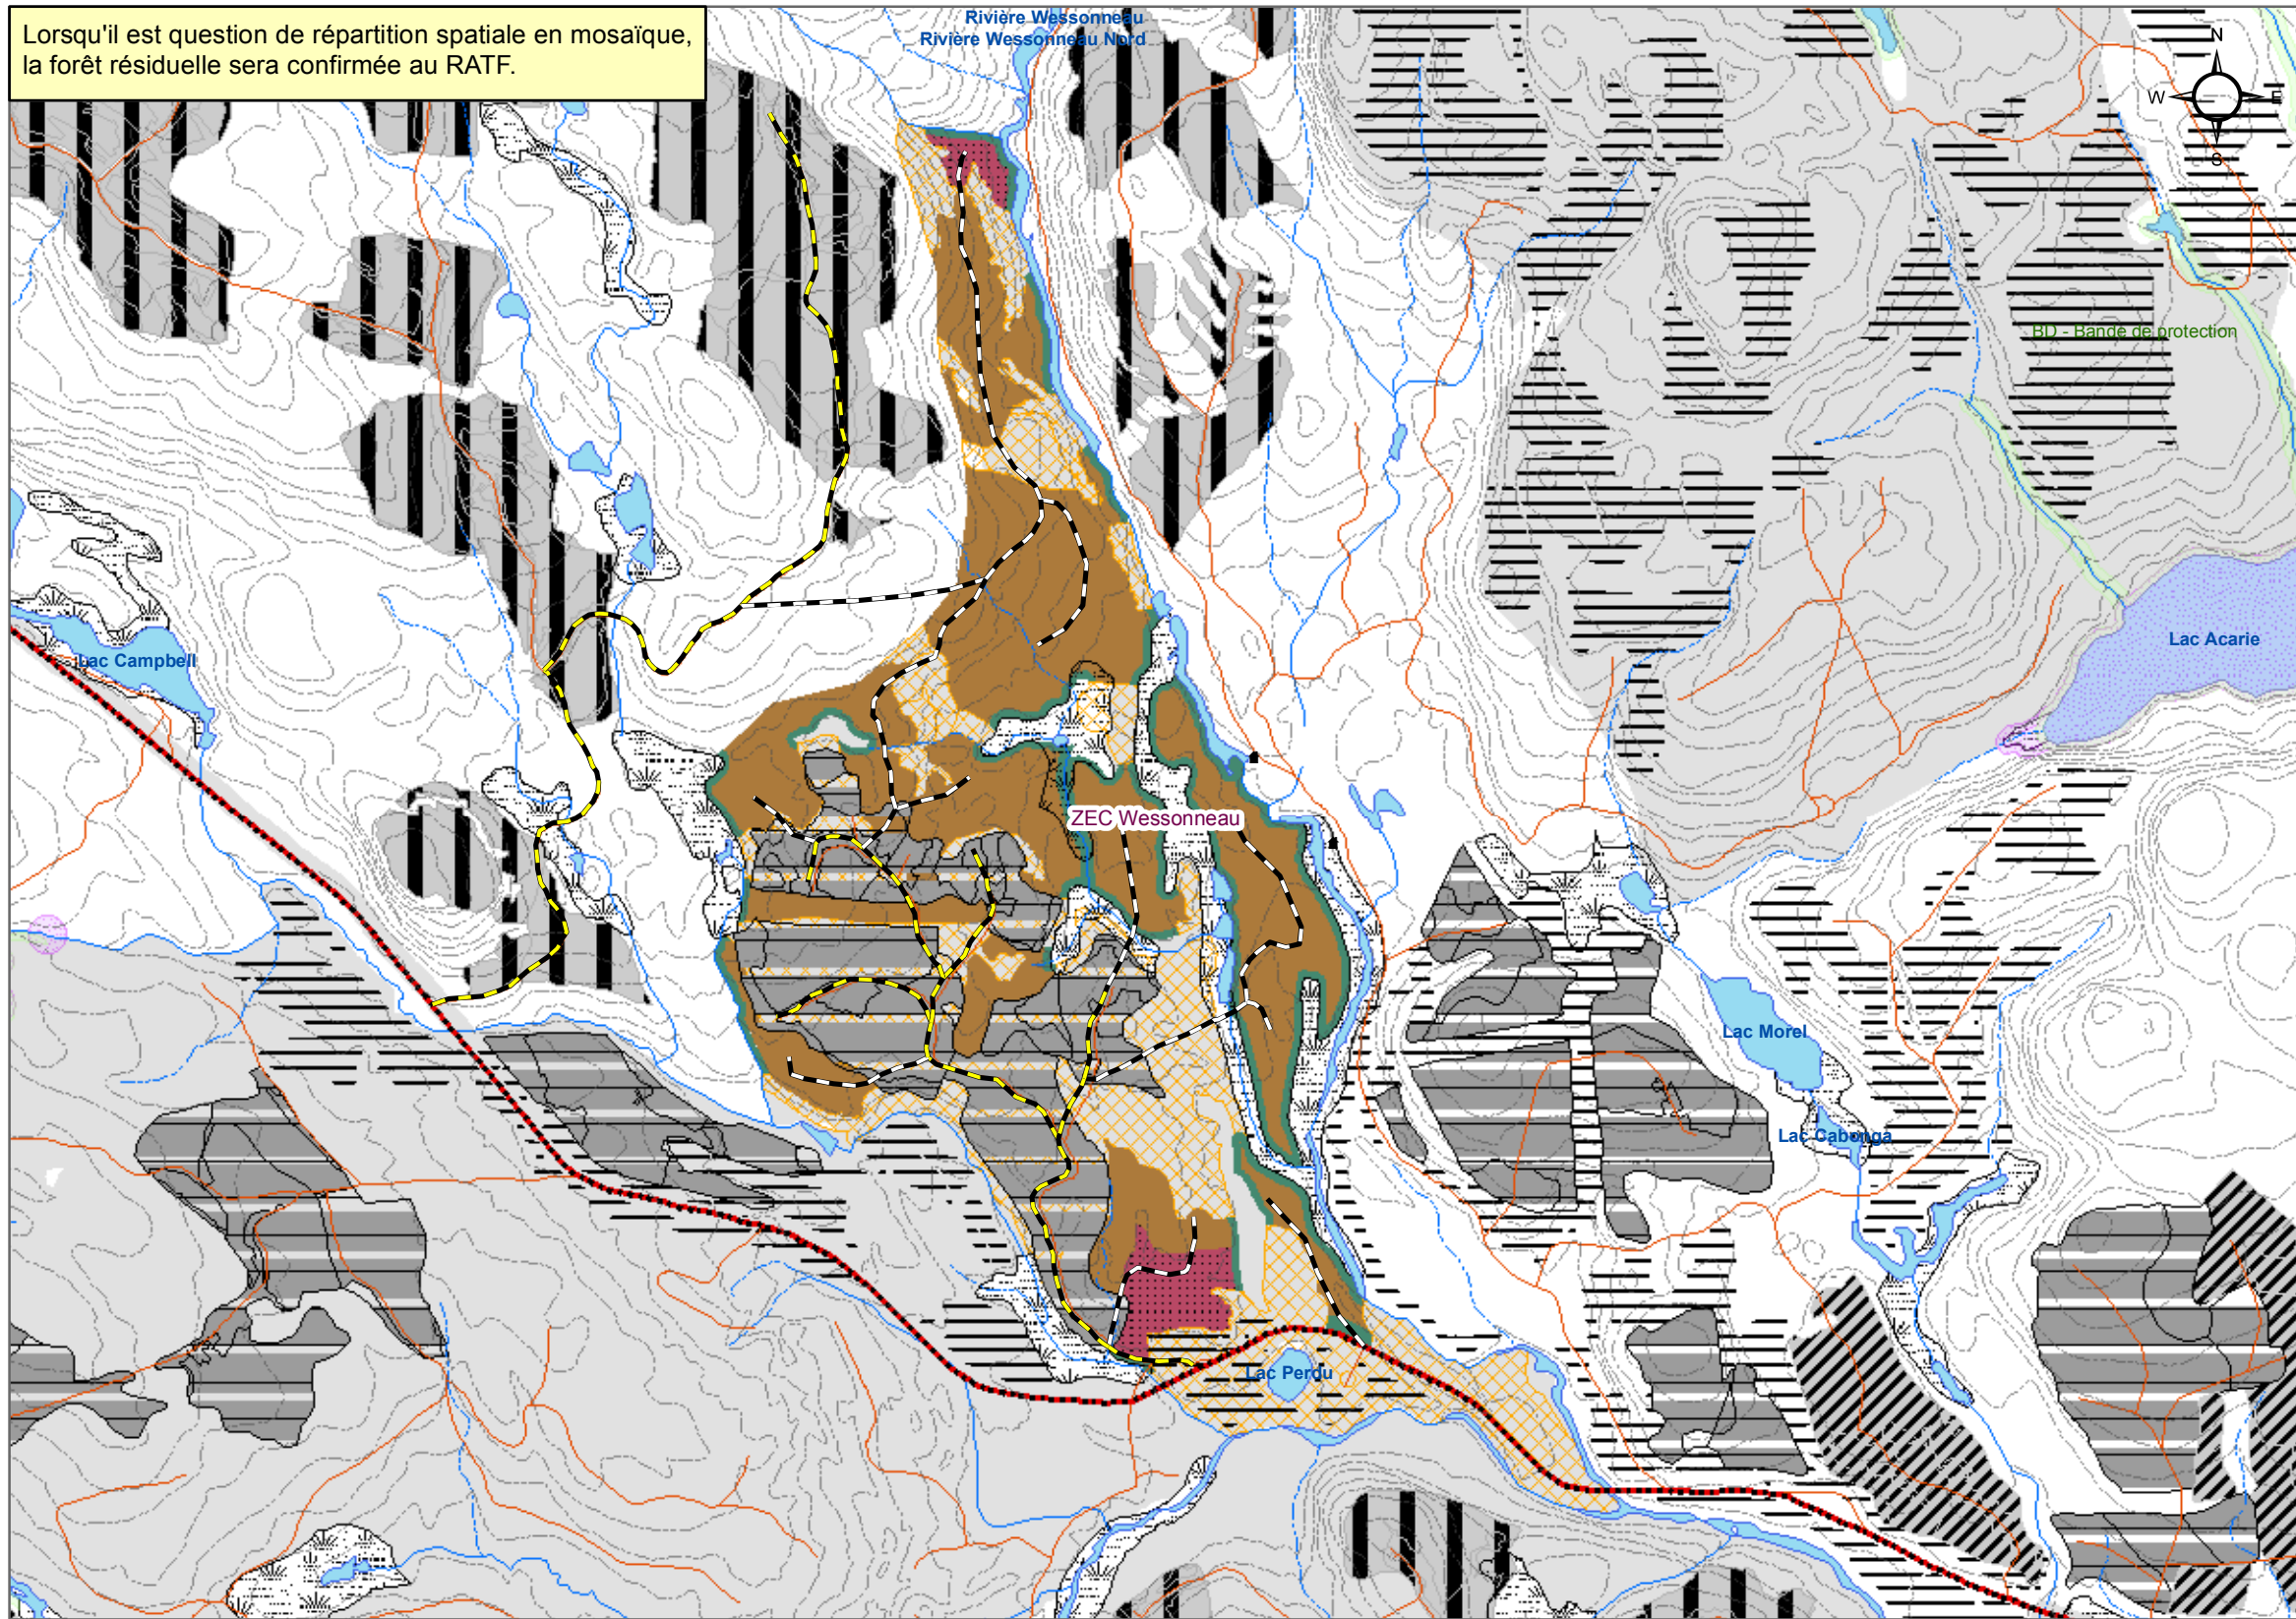 Lorsqu'il est question de répartition spatiale en mosaïque,
la forêt résiduelle sera confirmée au RATF.
Rivière Wessonneau
Rivière Wessonneau Nord
N
W
E
S
BD - Bande de protection
Lac Acarie
Lac Campbell
ZEC Wessonneau
Lac Morel
Lac Cabonga
Lac Perdu